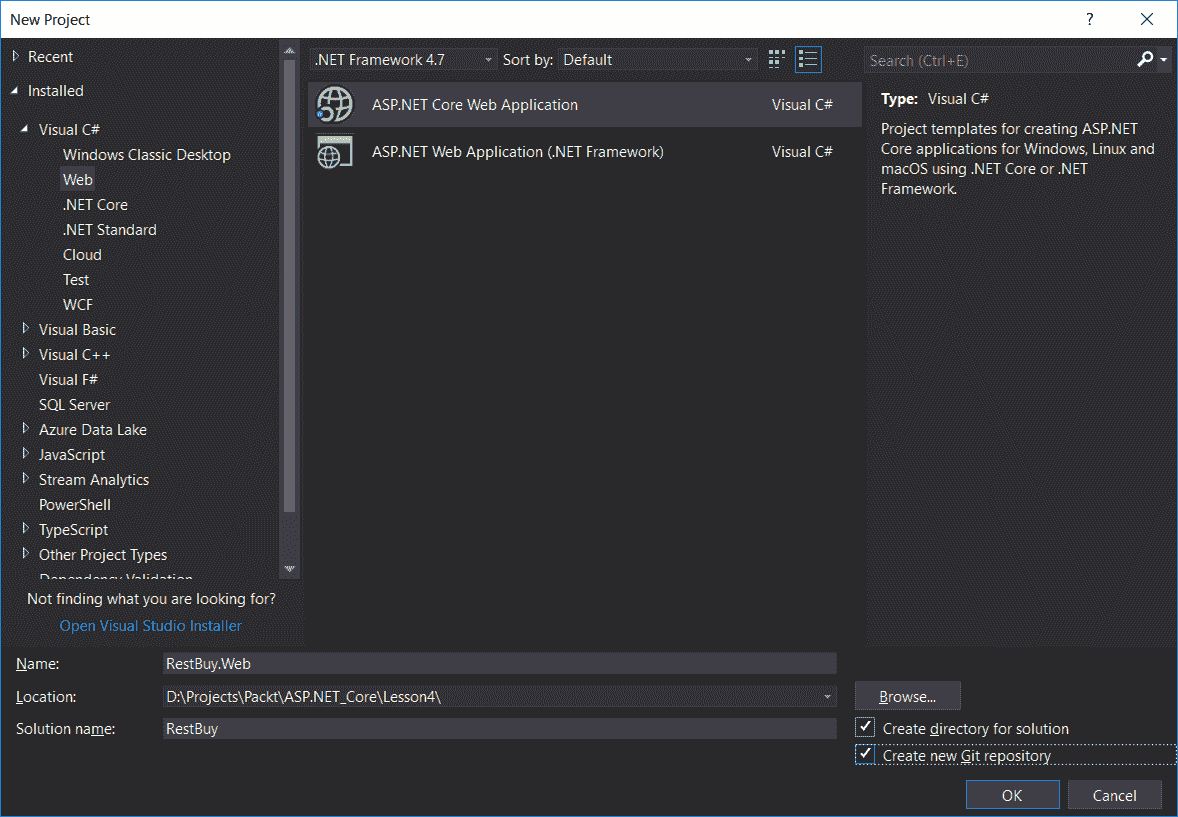 New Project
?
Recent
Installed
Visual C#
Windows Classic Desktop
Web
.NET Core
.NET Standard
Cloud
Test
WCF
Visual Basic
Visual C++
Visual F#
SQL Server
Azure Data Lake
JavaScript
Stream Analytics
PowerShell
TypeScript
Other Project Types
Dependency Validation
Not finding what you are looking for?
Open Visual Studio Installer
.NET Framework 4.7 Sort by: Default
ASP.NET Core Web Application Visual C#
ASP.NET Web Application (.NET Framework) Visual C#
Search (Ctrl+E)
Type: Visual C#
Project templates for creating ASP.NET
Core applications for Windows, Linux and
macOS using .NET Core or .NET
Framework.
Name: RestBuy.Web
Location: D:\Projects\Packt\ASP.NET_Core\Lesson4\ Browse...
Solution name: RestBuy Create directory for solution
Create new Git repository
OK Cancel